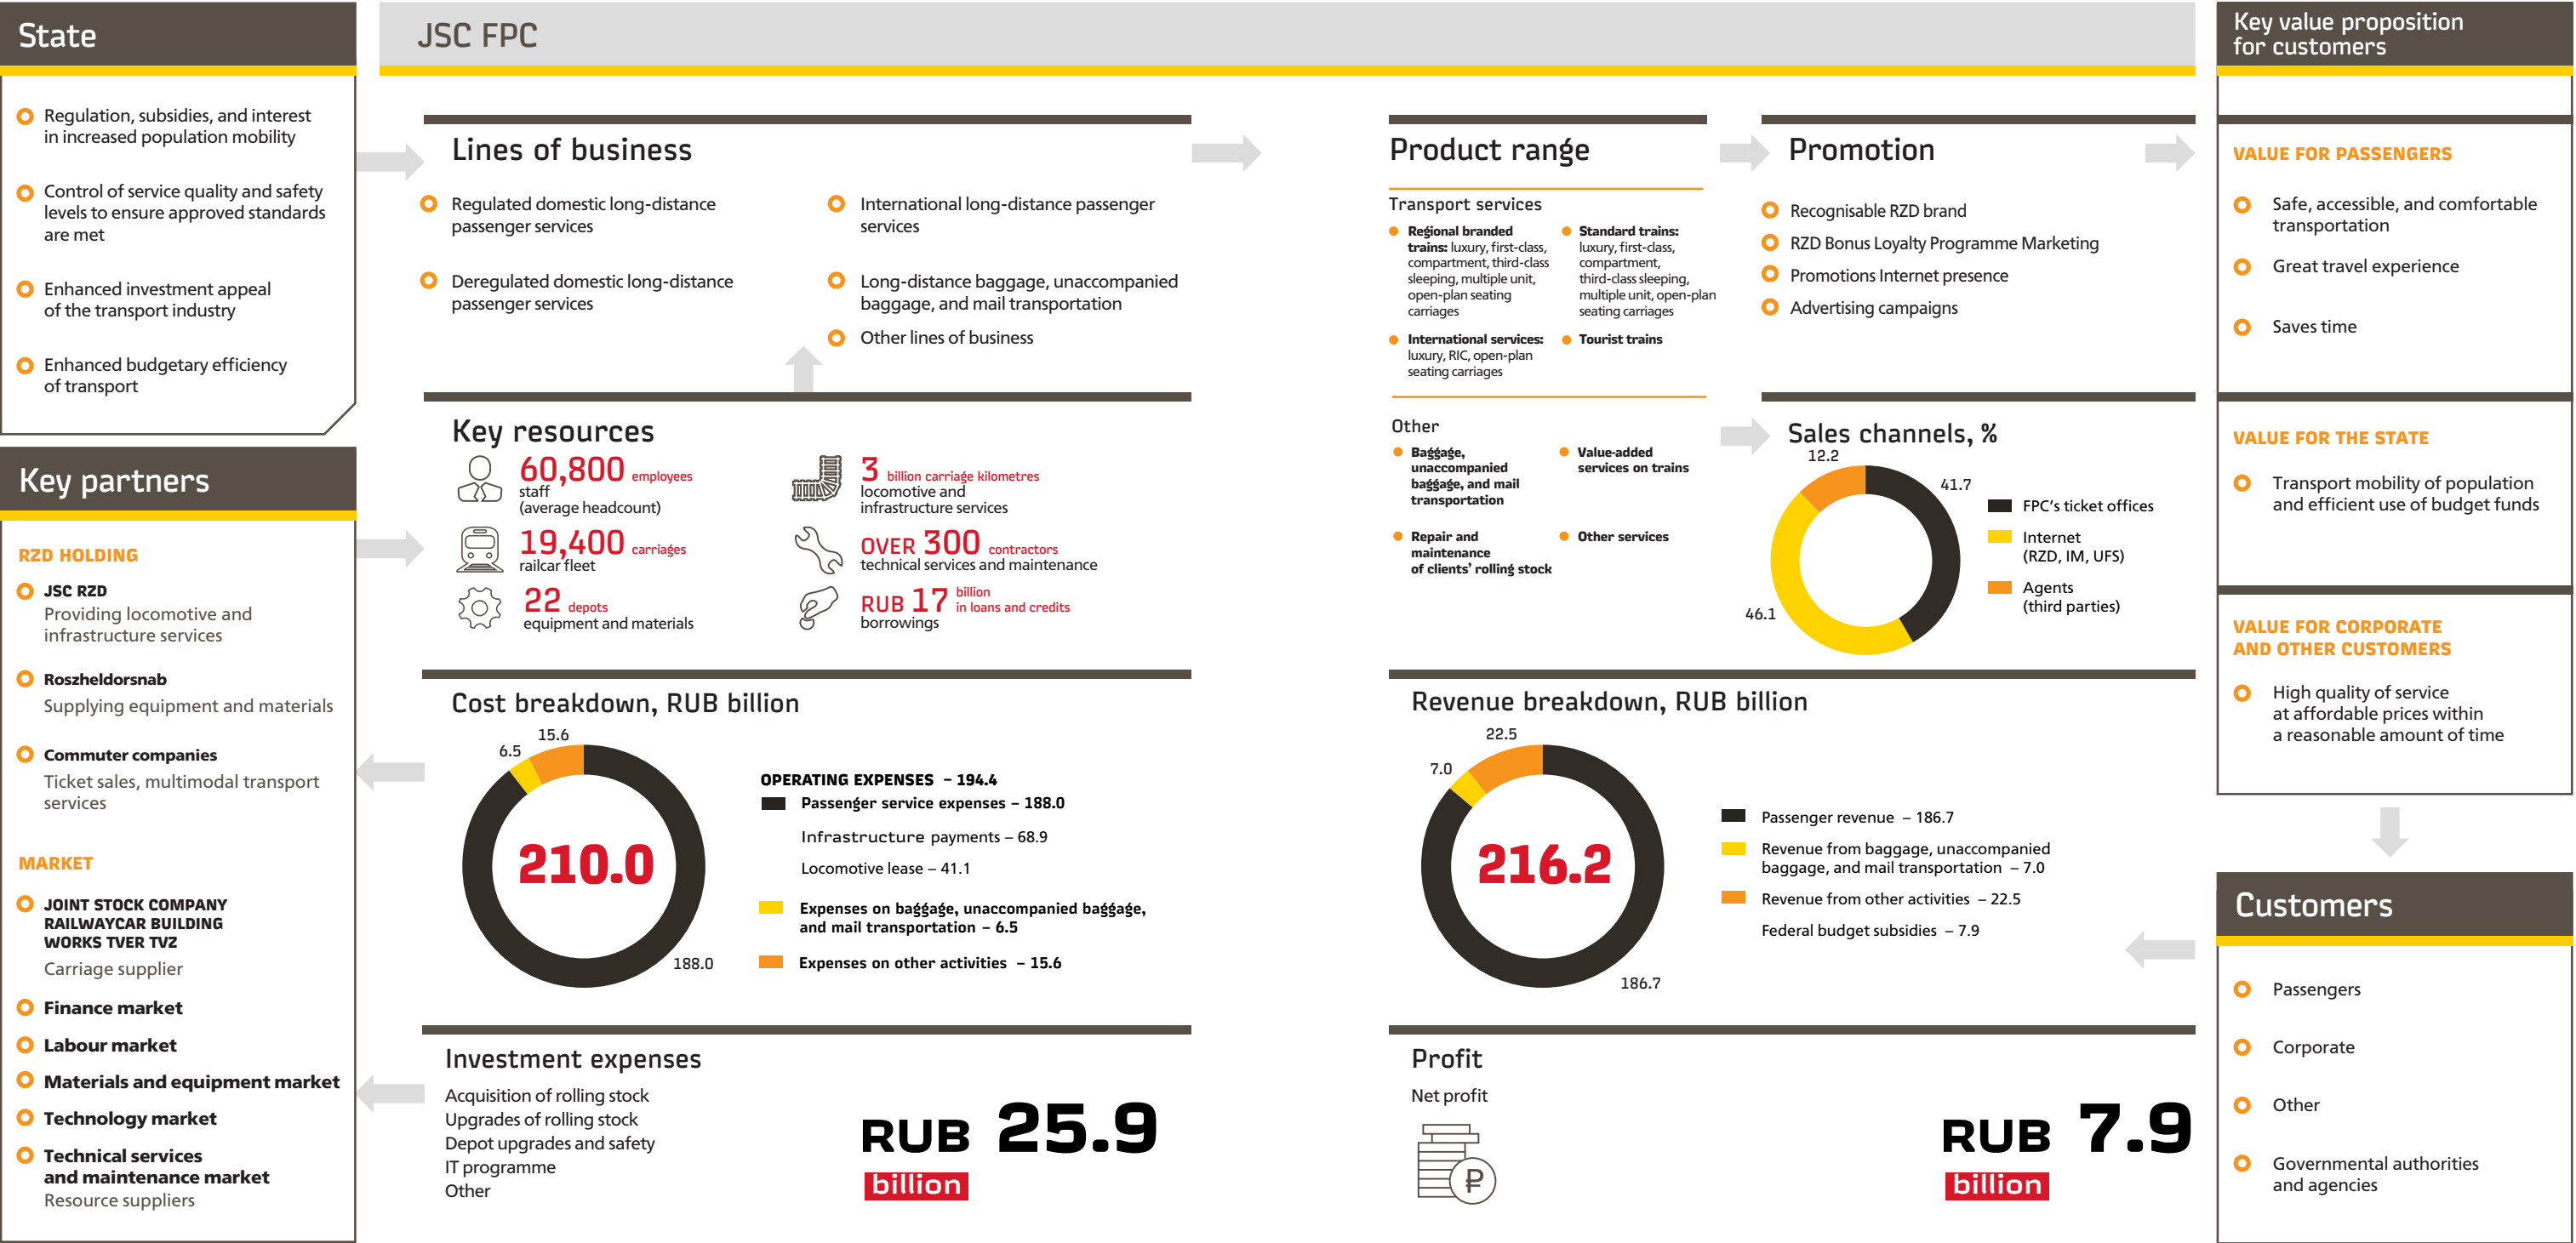 State
Regulation, subsidies, and interest
in increased population mobility
Control of service quality and safety
levels to ensure approved standards
are met
Enhanced investment appeal
of the transport industry
Enhanced budgetary efficiency
of transport
Key partners
RZD HOLDING
JSC RZD
Providing locomotive and
infrastructure services
Roszheldorsnab
Supplying equipment and materials
Commuter companies
Ticket sales, multimodal transport
services
MARKET
JOINT STOCK COMPANY
RAILWAYCAR BUILDING
WORKS TVER TVZ
Carriage supplier
Finance market
Labour market
Materials and equipment market
Technology market
Technical services
and maintenance market
Resource suppliers
JSC FPC
Lines of business
Regulated domestic long-distance
passenger services
Deregulated domestic long-distance
passenger services
International long-distance passenger
services
Long-distance baggage, unaccompanied
baggage, and mail transportation
Other lines of business
Key resources
60,800 employees
staff
(average headcount)
19,400 carriages
railcar fleet
22 depots
equipment and materials
3 billion carriage kilometres
locomotive and
infrastructure services
OVER 300 contractors
technical services and maintenance
RUB 17 billion
in loans and credits
borrowings
Cost breakdown, RUB billion
15.6
6.5
210.0
188.0
OPERATING EXPENSES – 194.4
Passenger service expenses – 188.0
Infrastructure payments – 68.9
Locomotive lease – 41.1
Expenses on baggage, unaccompanied baggage,
and mail transportation – 6.5
Expenses on other activities – 15.6
Investment expenses
Acquisition of rolling stock
Upgrades of rolling stock
Depot upgrades and safety
IT programme
Other
RUB 25.9
billion
Product range
Transport services
Regional branded
trains: luxury, first-class,
compartment, third-class
sleeping, multiple unit,
open-plan seating
carriages
Standard trains:
luxury, first-class,
compartment,
third-class sleeping,
multiple unit, open-plan
seating carriages
International services:
luxury, RIC, open-plan
seating carriages
Tourist trains
Other
Baggage,
unaccompanied
baggage, and mail
transportation
Value-added
services on trains
Repair and
maintenance
of clients’ rolling stock
Other services
Promotion
Recognisable RZD brand
RZD Bonus Loyalty Programme Marketing
Promotions Internet presence
Advertising campaigns
Sales channels, %
12.2
41.7
46.1
FPC’s ticket offices
Internet
(RZD, IM, UFS)
Agents
(third parties)
Revenue breakdown, RUB billion
22.5
7.0
216.2
186.7
Passenger revenue – 186.7
Revenue from baggage, unaccompanied
baggage, and mail transportation – 7.0
Revenue from other activities – 22.5
Federal budget subsidies – 7.9
Profit
Net profit
₽
RUB 7.9
billion
Key value proposition
for customers
VALUE FOR PASSENGERS
Safe, accessible, and comfortable
transportation
Great travel experience
Saves time
VALUE FOR THE STATE
Transport mobility of population
and efficient use of budget funds
VALUE FOR CORPORATE
AND OTHER CUSTOMERS
High quality of service
at affordable prices within
a reasonable amount of time
Customers
Passengers
Corporate
Other
Governmental authorities
and agencies